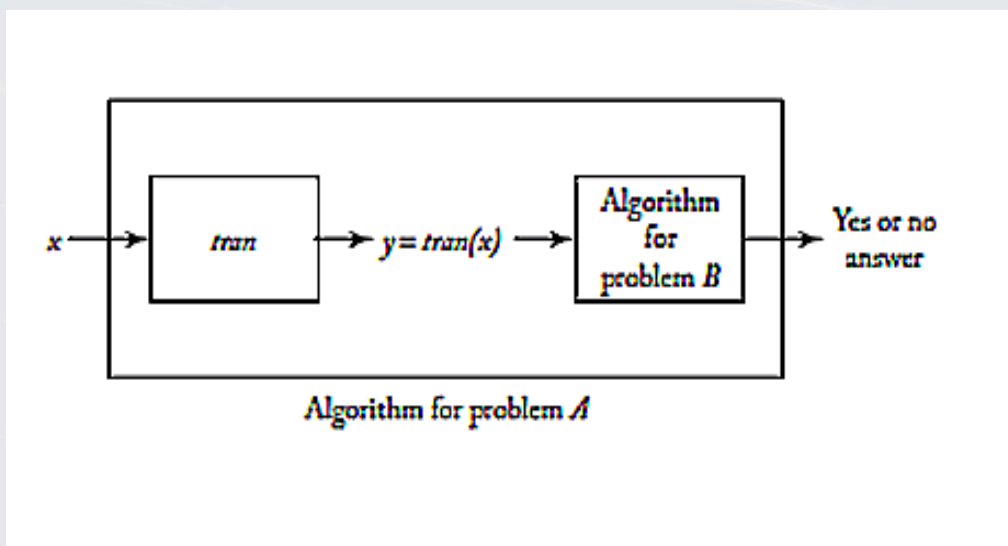 x
tran
y = tran(x)
Algorithm
for
problem B
Yes or no
answer
Algorithm for problem A